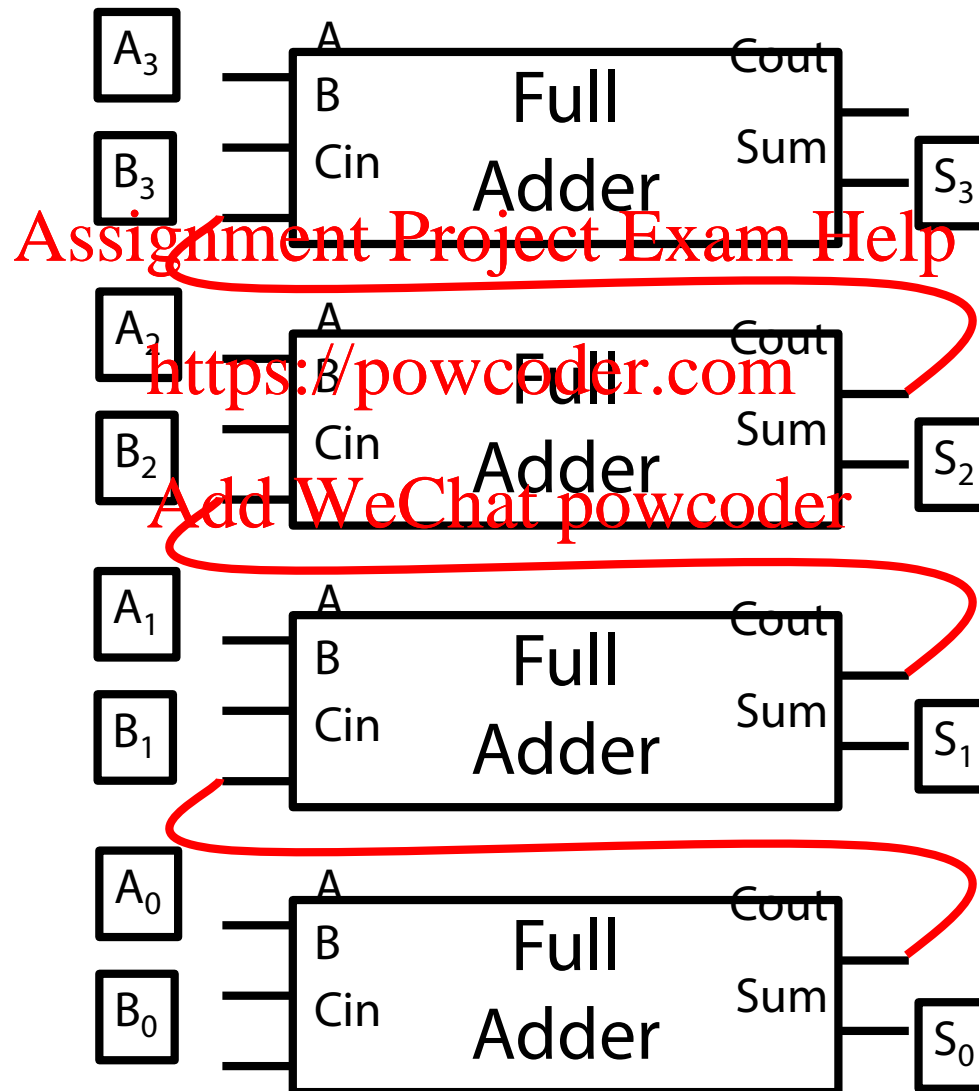 A3
A
Cout
B
Full
B3
Cin
Adder
Sum
S3
Assignment Project Exam Help
A2
A
Cout
https://powcoder.com
B
Full
B2
Cin
Adder
Sum
S2
Add WeChat powcoder
A1
A
Cout
B
Full
B1
Cin
Adder
Sum
S1
A0
A
Cout
B
Full
B0
Cin
Adder
Sum
S0